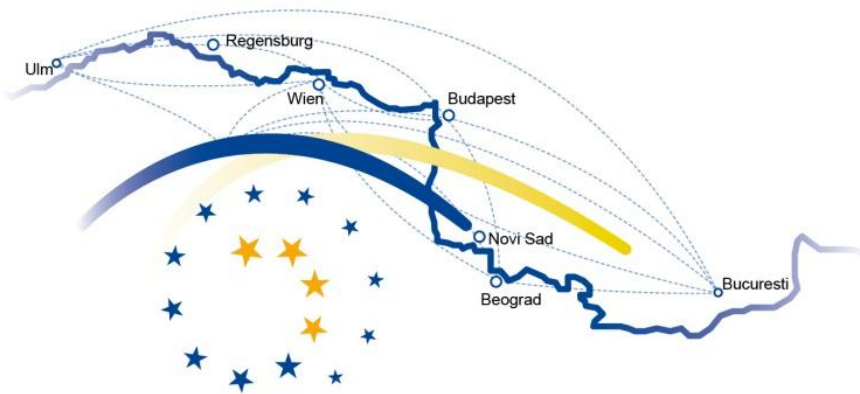 Regensburg
Ulm
Wien
Budapest
Novi Sad
Beograd
Bucuresti